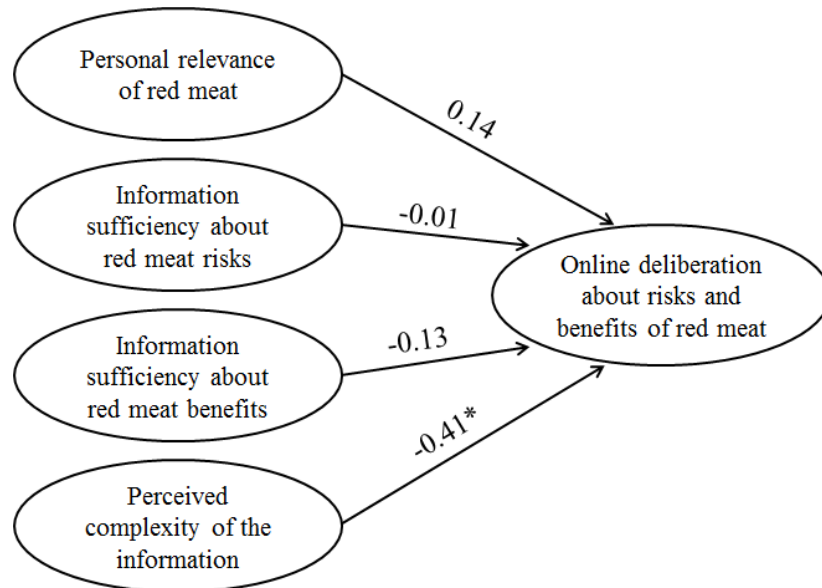 Personal relevance
of red meat
0.14
Information
sufficiency about
red meat risks
-0.01
Online deliberation
about risks and
benefits of red meat
Information
sufficiency about
red meat benefits
-0.13
-0.41*
Perceived
complexity of the
information